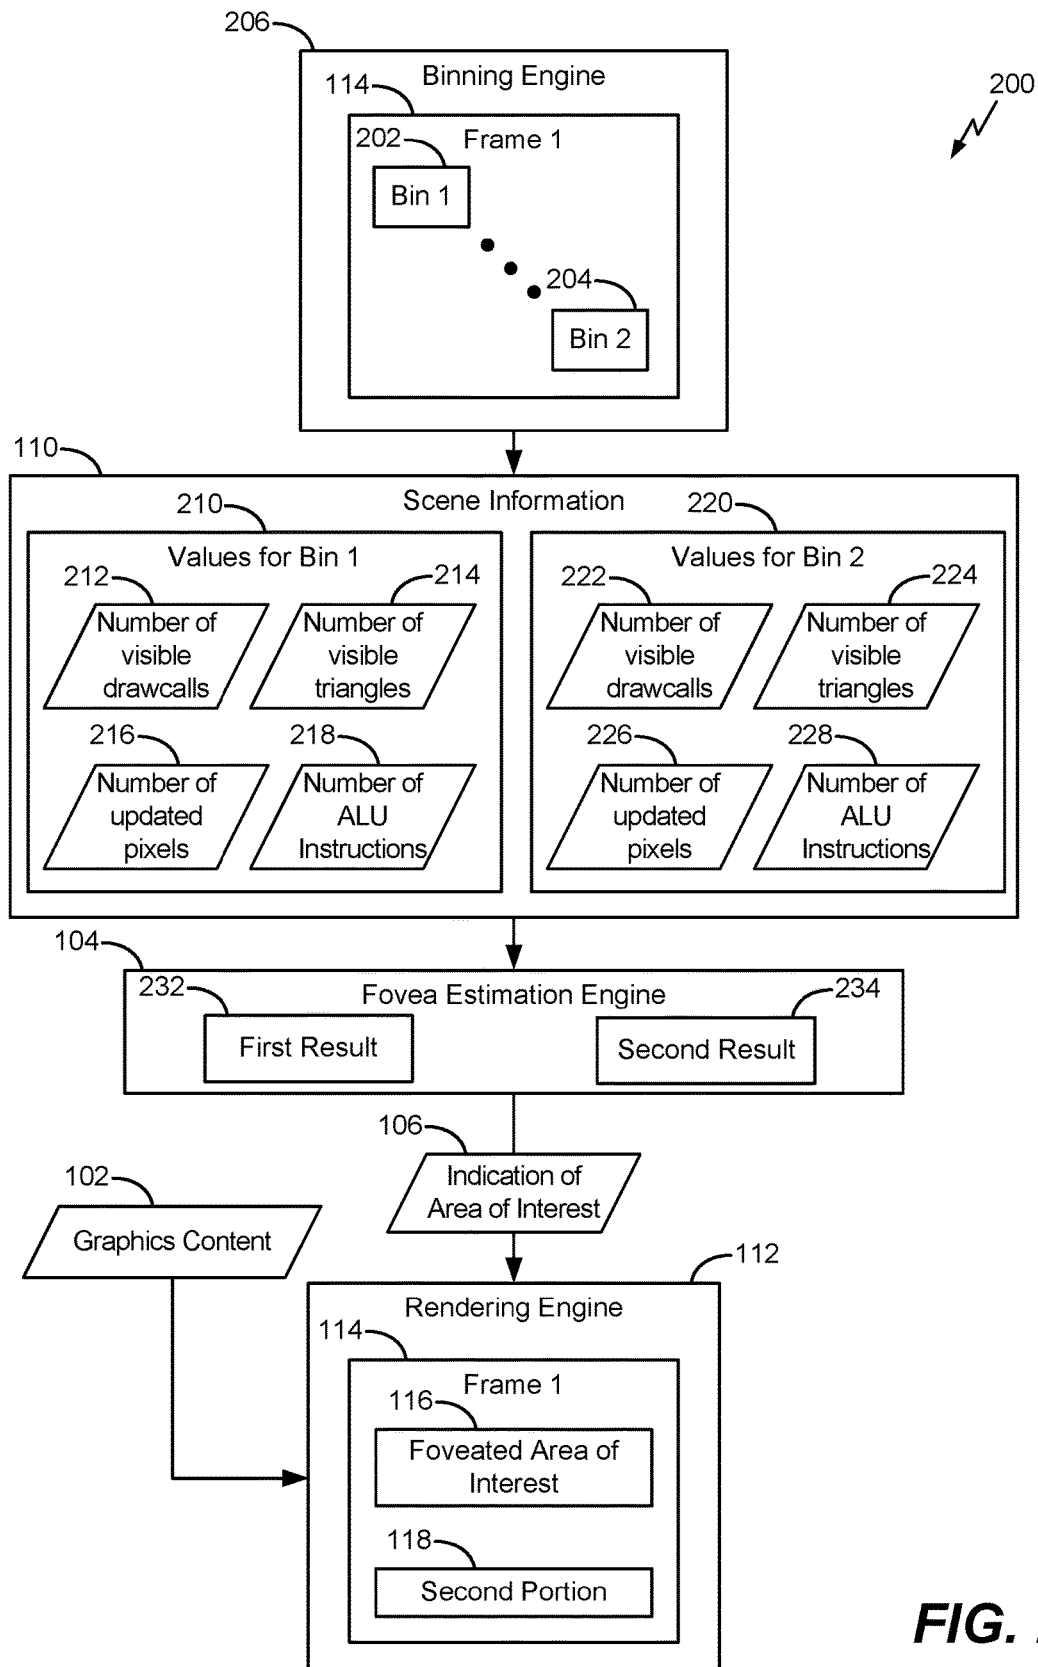 206
Binning Engine
200
114
Frame 1
202
Bin 1
204
Bin 2
110
Scene Information
210
220
Values for Bin 1
Values for Bin 2
212
214
222
224
Number of
visible
drawcalls
Number of
visible
triangles
Number of
visible
drawcalls
Number of
visible
triangles
216
218
226
228
Number of
updated
pixels
Number of
ALU
Instructions
Number of
updated
pixels
Number of
ALU
Instructions
104
232
Fovea Estimation Engine
234
First Result
Second Result
106
Indication of
Area of Interest
102
Graphics Content
112
Rendering Engine
114
Frame 1
116
Foveated Area of
Interest
118
Second Portion
FIG.